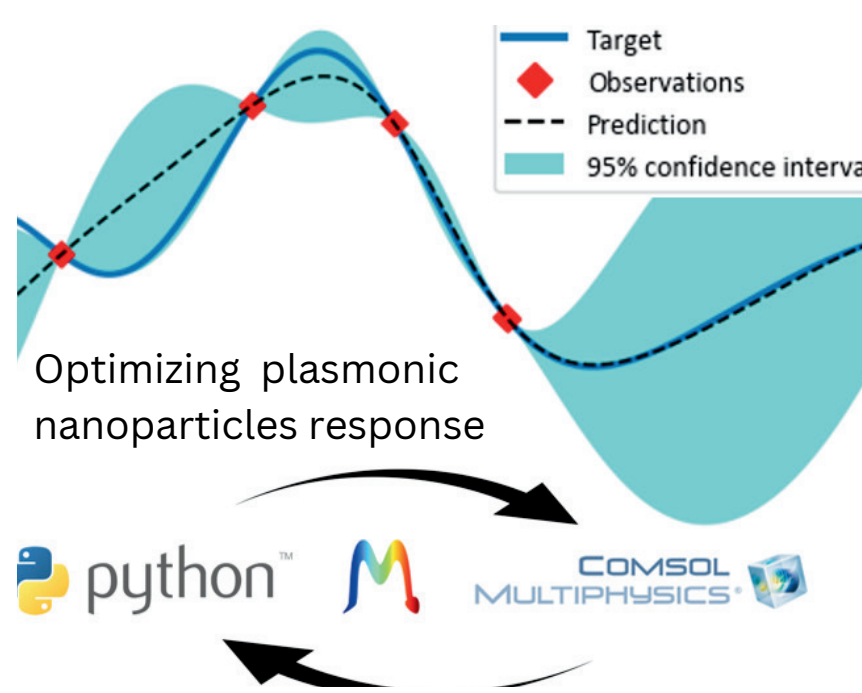 Target
Observations
Prediction
95% confidence interva
Optimizing plasmonic
nanoparticles response
python™
COMSOL
MULTIPHYSICS®